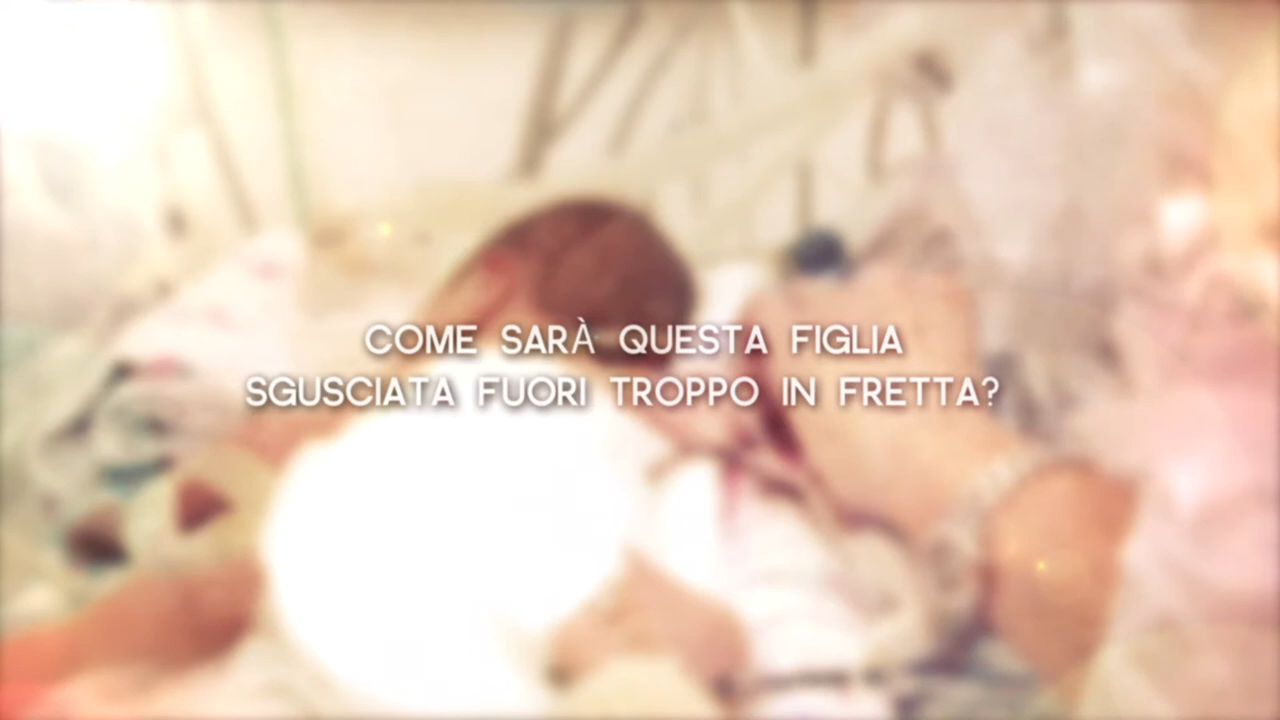 COME SARÀ QUESTA FIGLIA
SGUSCIATA FUORI TROPPO IN FRETTA?